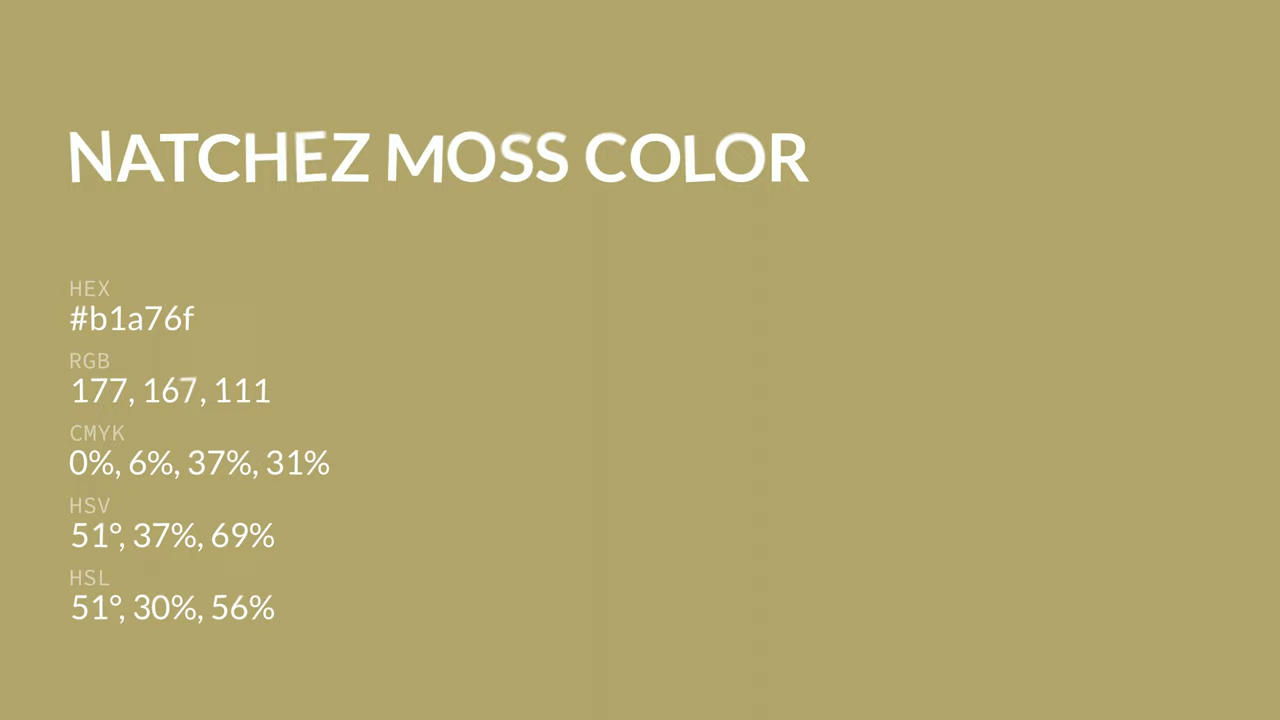 NATCHEZ MOSS COLOR
HEX
#b1a76f
RGB
177, 167, 111
CMYK
0%, 6%, 37%, 31%
HSV
51°, 37%, 69%
HSL
51°, 30%, 56%